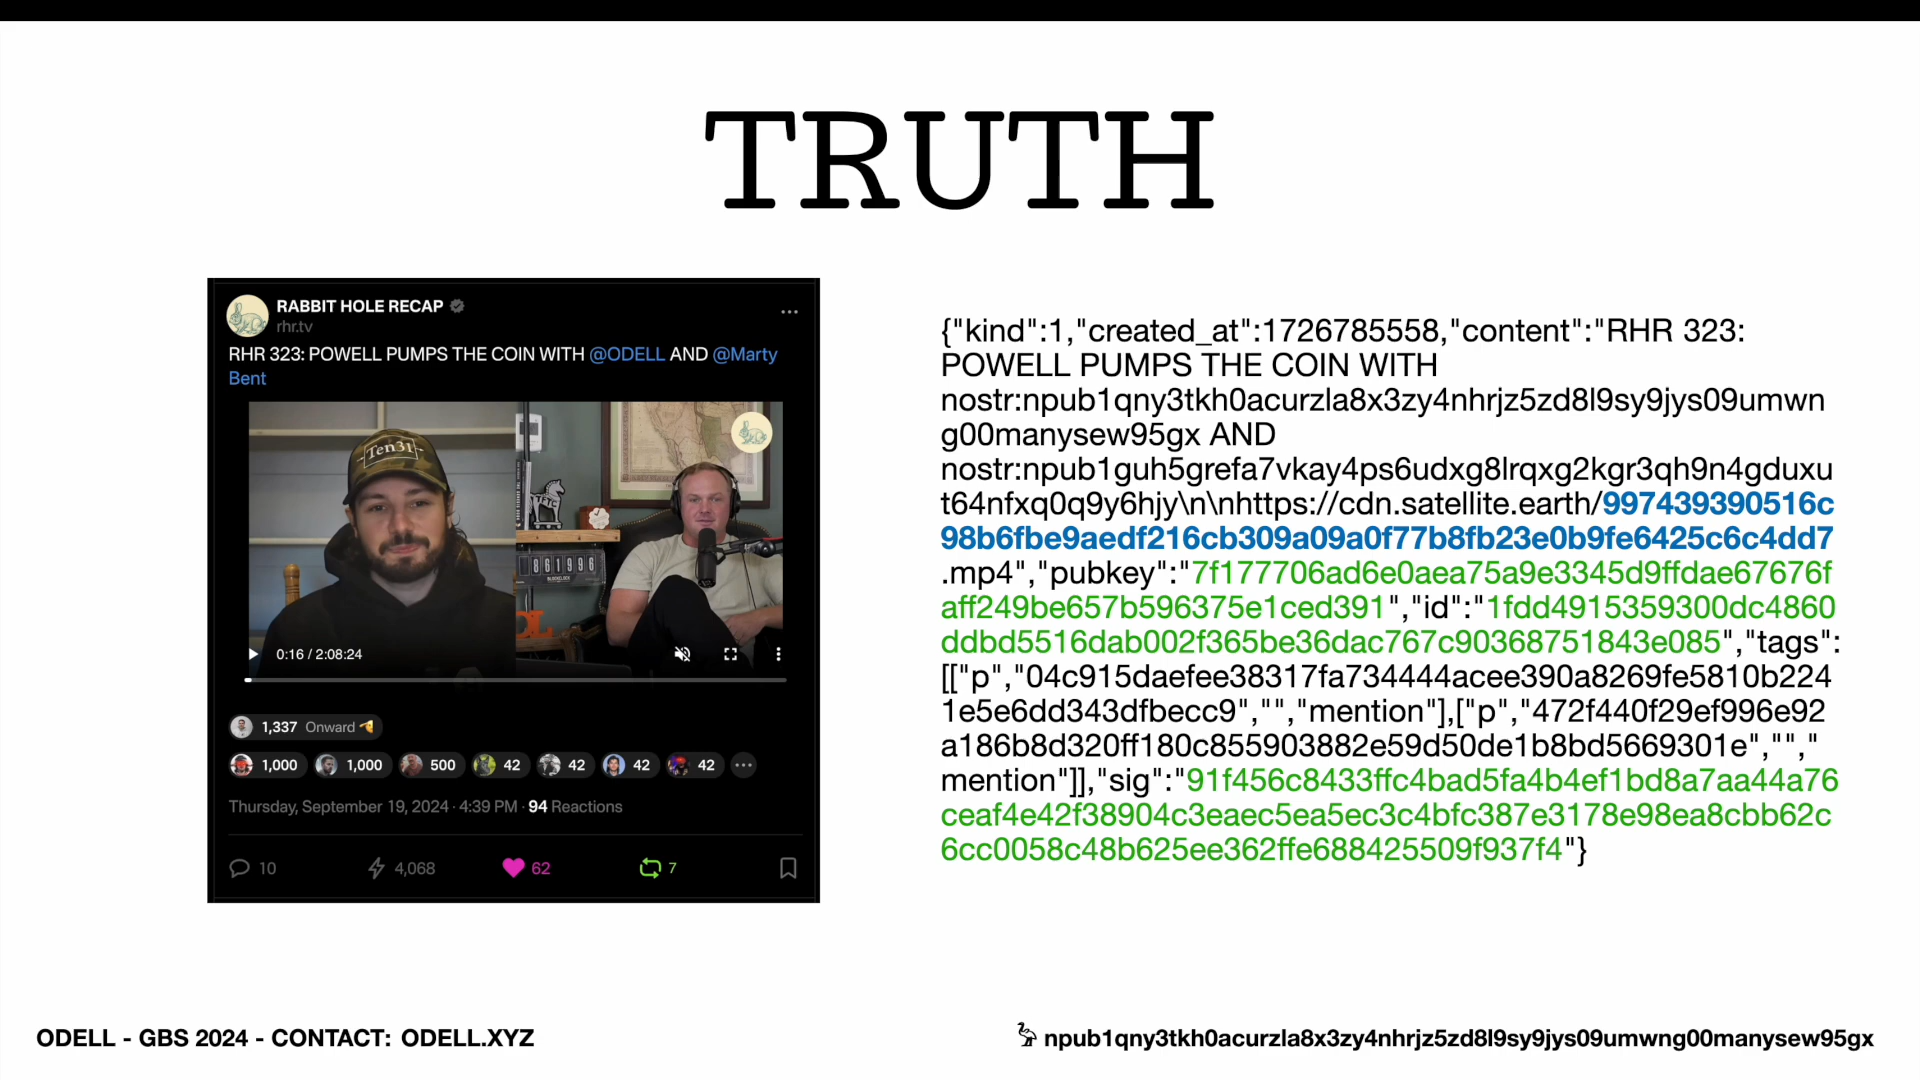 TRUTH
RABBIT HOLE RECAP
rhr.tv
RHR 323: POWELL PUMPS THE COIN WITH @ODELL AND @Marty
Bent
Ten31
TFTC
861996
BLOCKCLOCK
0:16 / 2:08:24
1,337 Onward
1,000 1,000 500 42 42 42 42
Thursday, September 19, 2024 · 4:39 PM · 94 Reactions
10 4,068 62 7
{"kind":1,"created_at":1726785558,"content":"RHR 323:
POWELL PUMPS THE COIN WITH
nostr:npub1qny3tkh0acurzla8x3zy4nhrjz5zd8l9sy9jys09umwn
g00manysew95gx AND
nostr:npub1guh5grefa7vkay4ps6udxg8lrqxg2kgr3qh9n4gduxu
t64nfxq0q9y6hjy\n\nhttps://cdn.satellite.earth/997439390516c
98b6fbe9aedf216cb309a09a0f77b8fb23e0b9fe6425c6c4dd7
.mp4","pubkey":"7f177706ad6e0aea75a9e3345d9ffdae67676f
aff249be657b596375e1ced391","id":"1fdd4915359300dc4860
ddbd5516dab002f365be36dac767c90368751843e085","tags":
[["p","04c915daefee38317fa734444acee390a8269fe5810b224
1e5e6dd343dfbecc9","","mention"],["p","472f440f29ef996e92
a186b8d320ff180c855903882e59d50de1b8bd5669301e","","
mention"]],"sig":"91f456c8433ffc4bad5fa4b4ef1bd8a7aa44a76
ceaf4e42f38904c3eaec5ea5ec3c4bfc387e3178e98ea8cbb62c
6cc0058c48b625ee362ffe688425509f937f4"}
ODELL - GBS 2024 - CONTACT: ODELL.XYZ
npub1qny3tkh0acurzla8x3zy4nhrjz5zd8l9sy9jys09umwng00manysew95gx